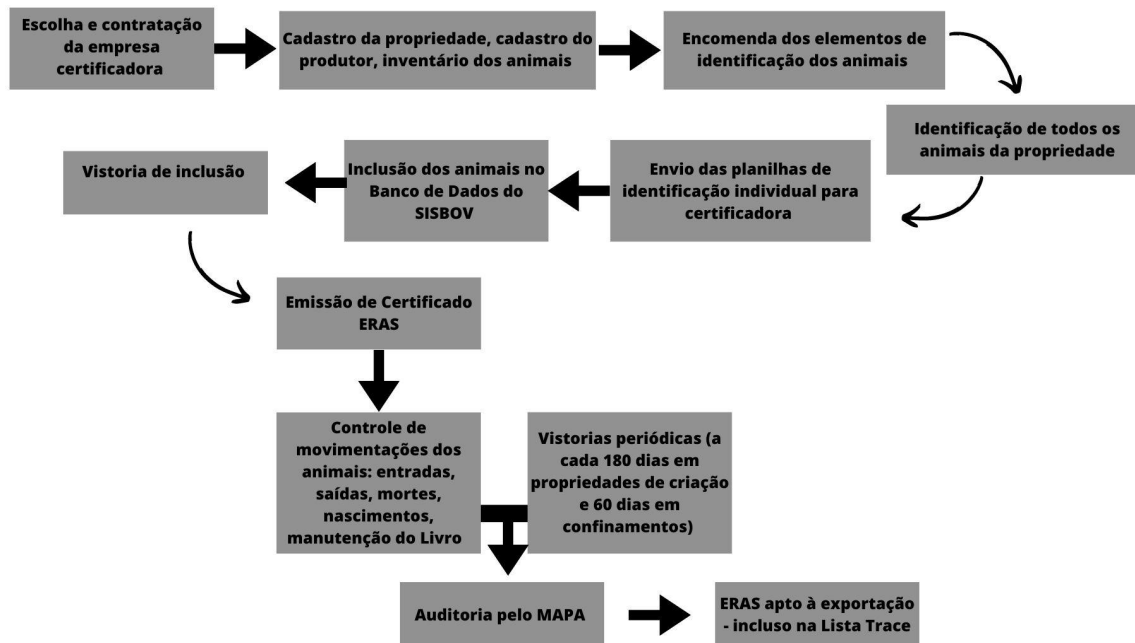 Escolha e contratação
da empresa
certificadora
Cadastro da propriedade, cadastro do
produtor, inventário dos animais
Encomenda dos elementos de
identificação dos animais
Identificação de todos os
animais da propriedade
Envio das planilhas de
identificação individual para
certificadora
Inclusão dos animais no
Banco de Dados do
SISBOV
Vistoria de inclusão
Emissão de Certificado
ERAS
Controle de
movimentações dos
animais: entradas,
saídas, mortes,
nascimentos,
manutenção do Livro
Vistorias periódicas (a
cada 180 dias em
propriedades de criação
e 60 dias em
confinamentos)
Auditoria pelo MAPA
ERAS apto à exportação
- incluso na Lista Trace